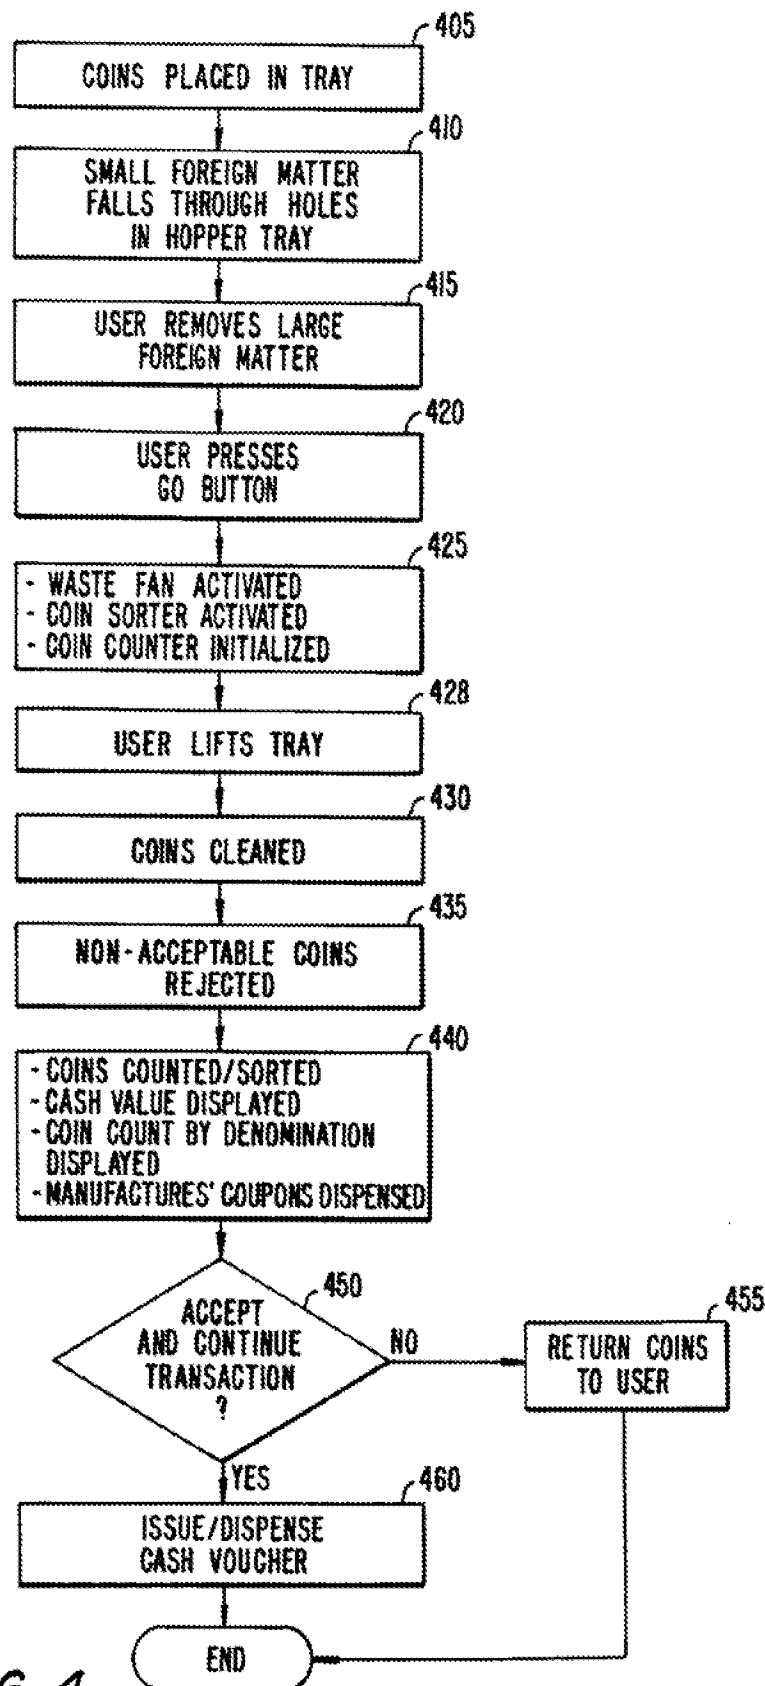 405
COINS PLACED IN TRAY
410
SMALL FOREIGN MATTER
FALLS THROUGH HOLES
IN HOPPER TRAY
415
USER REMOVES LARGE
FOREIGN MATTER
420
USER PRESSES
GO BUTTON
425
- WASTE FAN ACTIVATED
- COIN SORTER ACTIVATED
- COIN COUNTER INITIALIZED
428
USER LIFTS TRAY
430
COINS CLEANED
435
NON-ACCEPTABLE COINS
REJECTED
440
- COINS COUNTED/SORTED
- CASH VALUE DISPLAYED
- COIN COUNT BY DENOMINATION
DISPLAYED
- MANUFACTURES' COUPONS DISPENSED
450
ACCEPT
AND CONTINUE
TRANSACTION
?
NO
455
RETURN COINS
TO USER
YES
460
ISSUE/DISPENSE
CASH VOUCHER
END